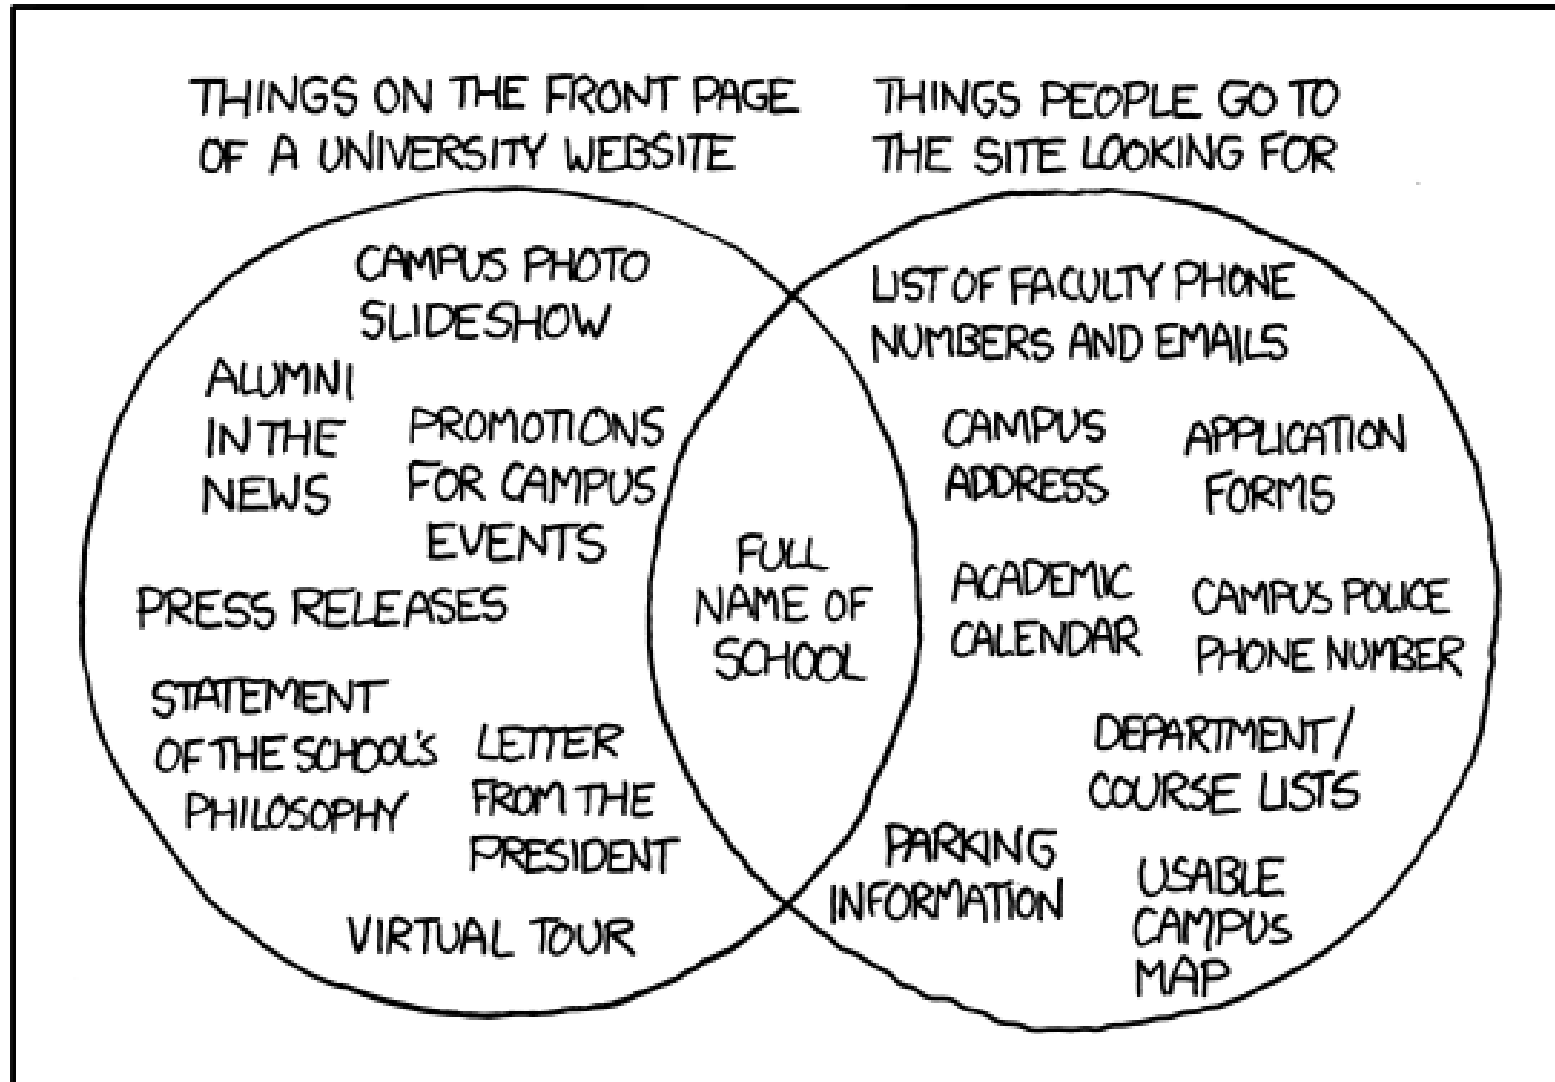 THINGS ON THE FRONT PAGE
OF A UNIVERSITY WEBSITE
THINGS PEOPLE GO TO
THE SITE LOOKING FOR
CAMPUS PHOTO
SLIDESHOW
ALUMNI
IN THE
NEWS
PROMOTIONS
FOR CAMPUS
EVENTS
PRESS RELEASES
STATEMENT
OF THE SCHOOL'S
PHILOSOPHY
LETTER
FROM THE
PRESIDENT
VIRTUAL TOUR
FULL
NAME OF
SCHOOL
LIST OF FACULTY PHONE
NUMBERS AND EMAILS
CAMPUS
ADDRESS
APPLICATION
FORMS
ACADEMIC
CALENDAR
CAMPUS POLICE
PHONE NUMBER
DEPARTMENT/
COURSE LISTS
PARKING
INFORMATION
USABLE
CAMPUS
MAP